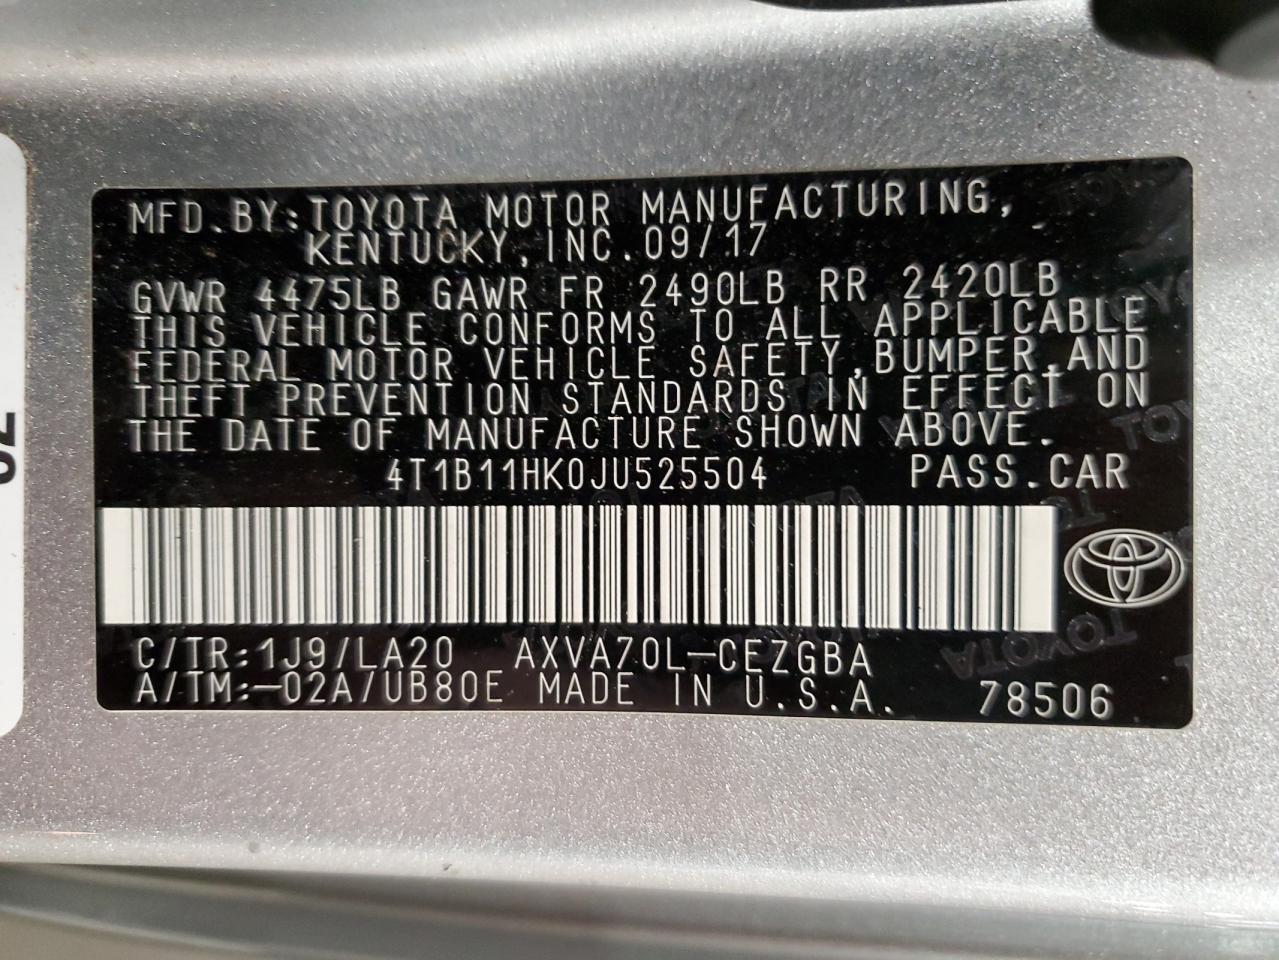 MFD.BY:TOYOTA MOTOR MANUFACTURING,
KENTUCKY,INC.09/17
GVWR 4475LB GAWR FR 2490LB RR 2420LB
THIS VEHICLE CONFORMS TO ALL APPLICABLE
FEDERAL MOTOR VEHICLE SAFETY,BUMPER,AND
THEFT PREVENTION STANDARDS IN EFFECT ON
THE DATE OF MANUFACTURE SHOWN ABOVE.
4T1B11HK0JU525504 PASS.CAR
C/TR:1J9/LA20 AXVA70L-CEZGBA
A/TM:-02A/UB80E MADE IN U.S.A. 78506